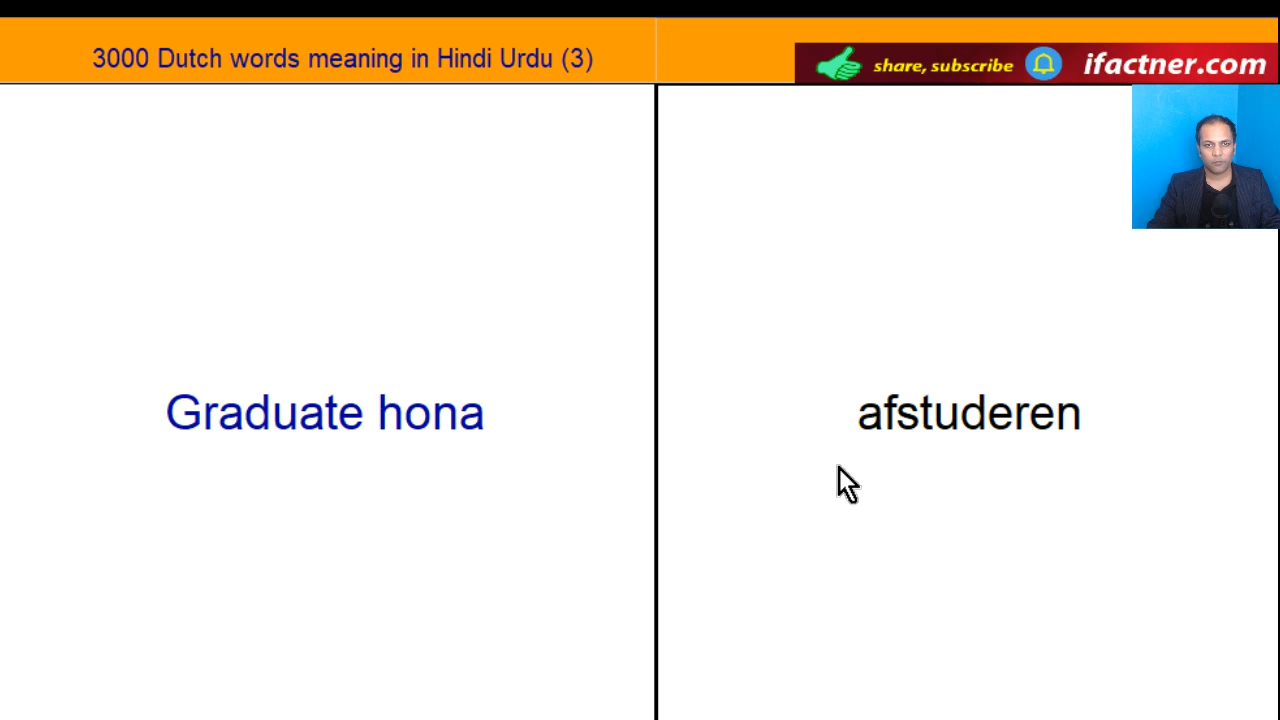 3000 Dutch words meaning in Hindi Urdu (3)
share, subscribe
ifactner.com
Graduate hona
afstuderen